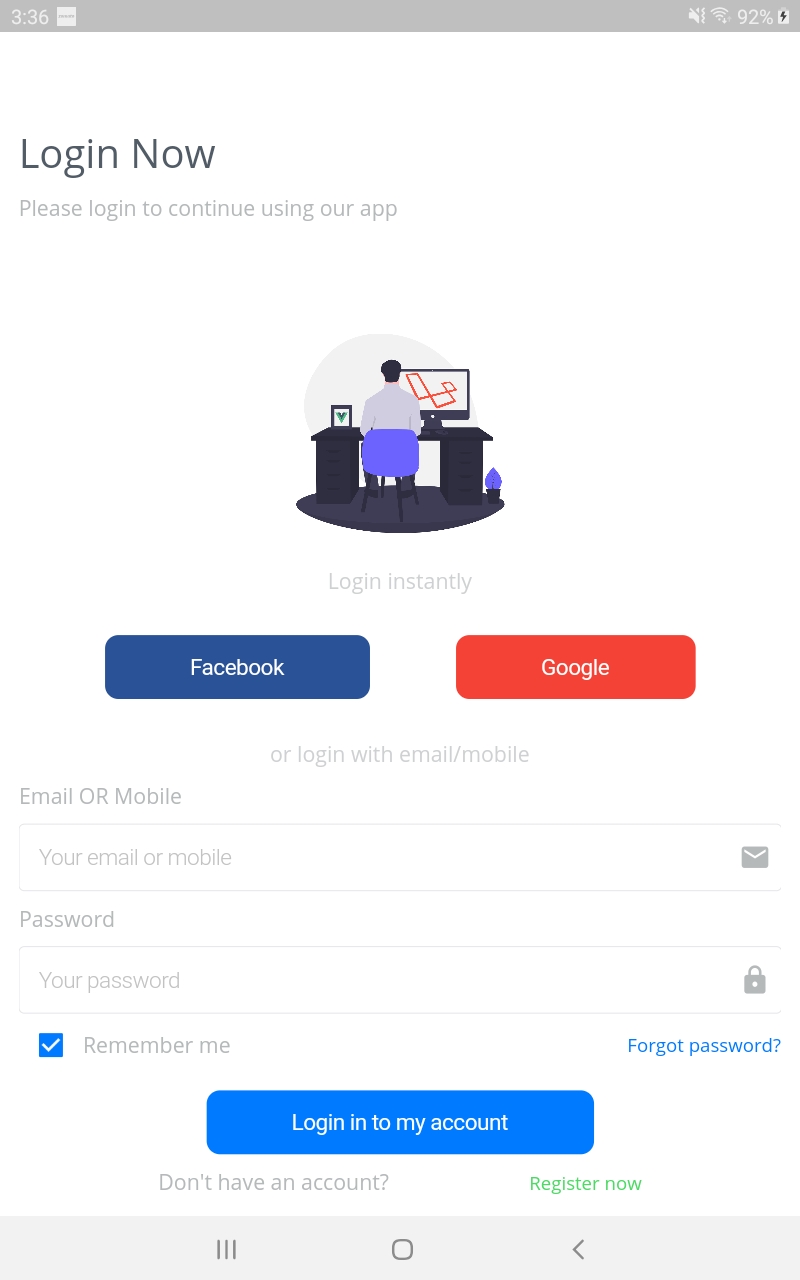 3:36
92%
Login Now
Please login to continue using our app
Login instantly
Facebook
Google
or login with email/mobile
Email OR Mobile
Your email or mobile
Password
Your password
Remember me
Forgot password?
Login in to my account
Don't have an account?
Register now